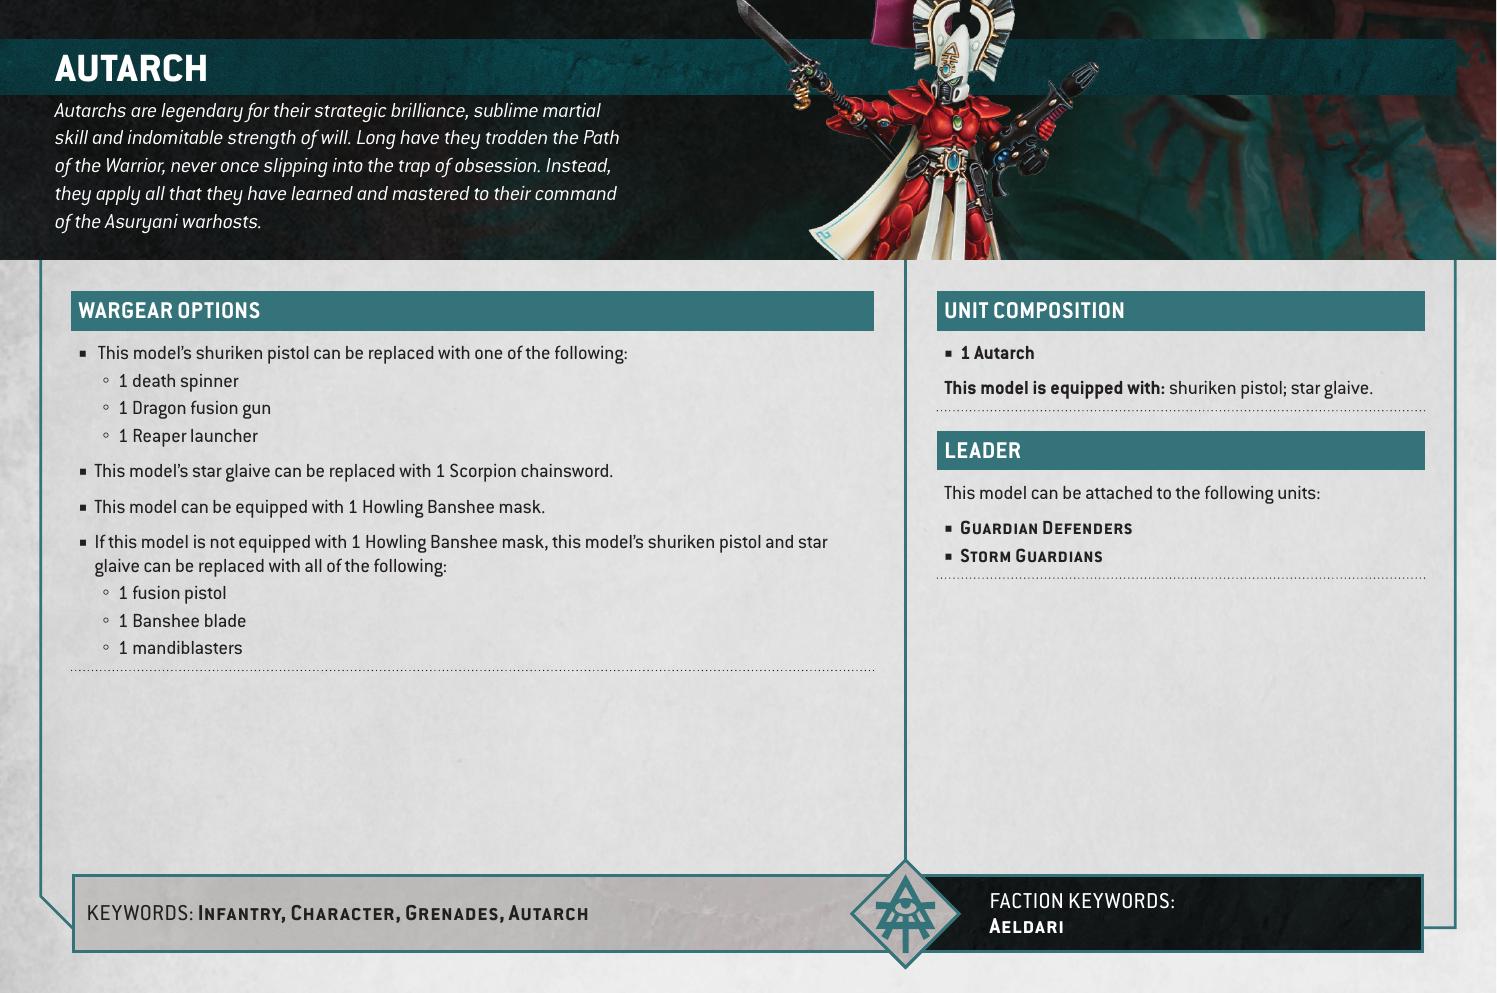 AUTARCH
Autarchs are legendary for their strategic brilliance, sublime martial
skill and indomitable strength of will. Long have they trodden the Path
of the Warrior, never once slipping into the trap of obsession. Instead,
they apply all that they have learned and mastered to their command
of the Asuryani warhosts.
WARGEAR OPTIONS
■ This model's shuriken pistol can be replaced with one of the following:
◦ 1 death spinner
◦ 1 Dragon fusion gun
◦ 1 Reaper launcher
■ This model's star glaive can be replaced with 1 Scorpion chainsword.
■ This model can be equipped with 1 Howling Banshee mask.
■ If this model is not equipped with 1 Howling Banshee mask, this model's shuriken pistol and star
glaive can be replaced with all of the following:
◦ 1 fusion pistol
◦ 1 Banshee blade
◦ 1 mandiblasters
UNIT COMPOSITION
■ 1 Autarch
This model is equipped with: shuriken pistol; star glaive.
LEADER
This model can be attached to the following units:
■ Guardian Defenders
■ Storm Guardians
KEYWORDS: Infantry, Character, Grenades, Autarch
FACTION KEYWORDS:
Aeldari